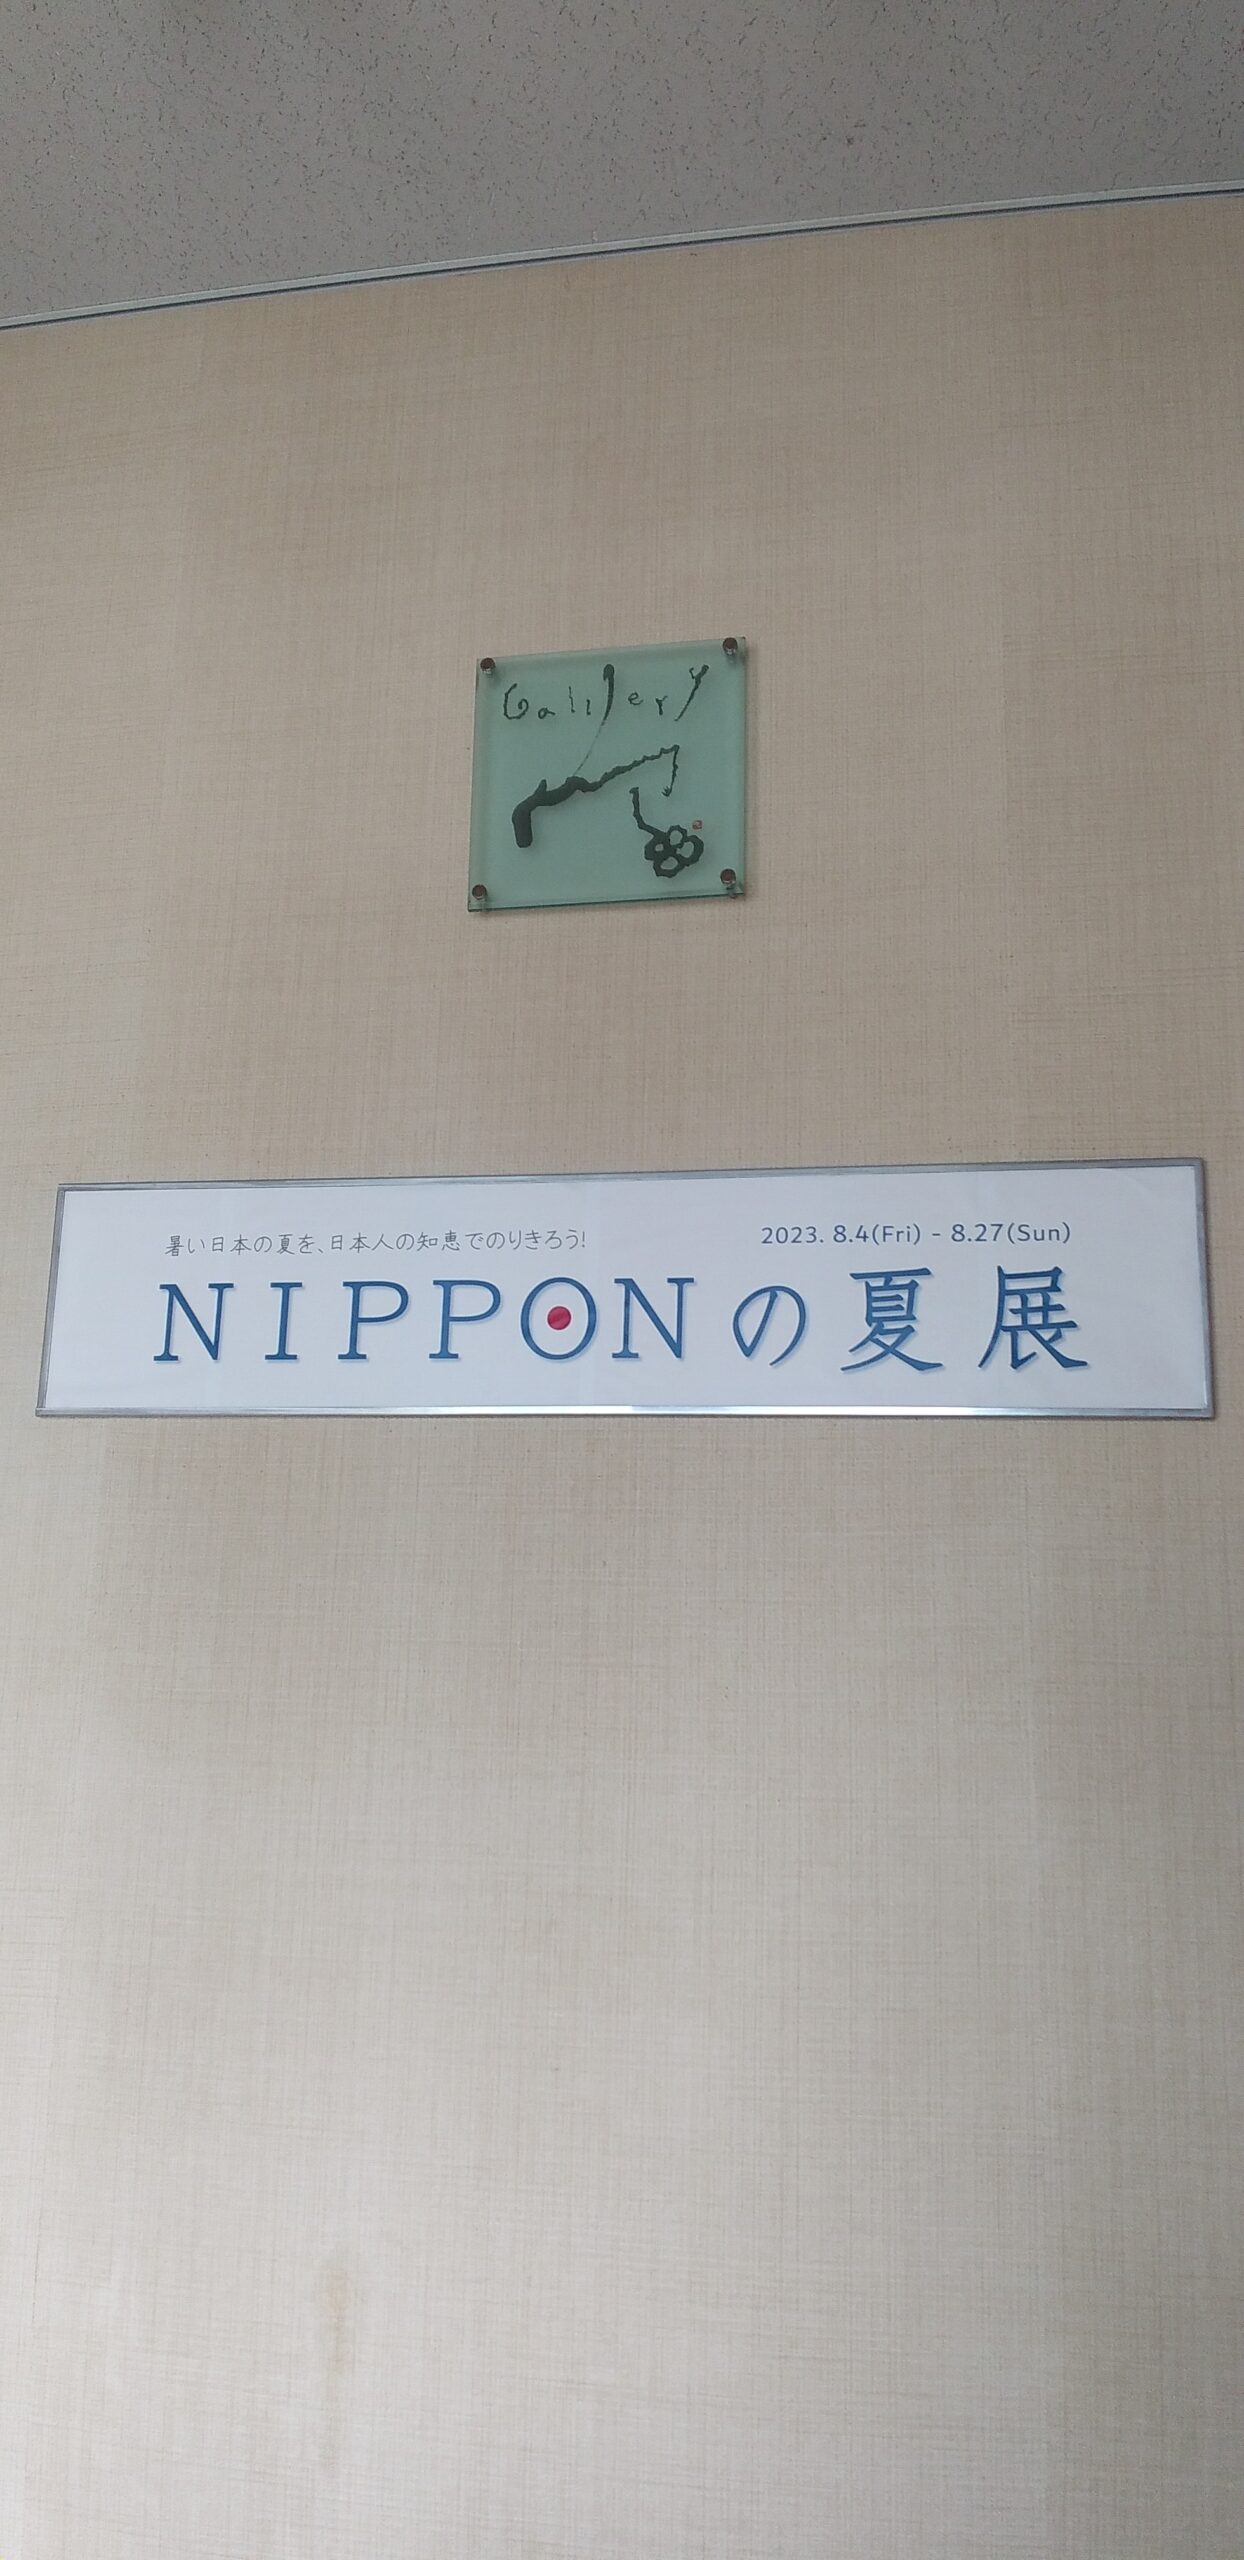 Gallery
暑い日本の夏を、日本人の知恵でのりきろう!
2023. 8.4(Fri) - 8.27(Sun)
NIPPONの夏展